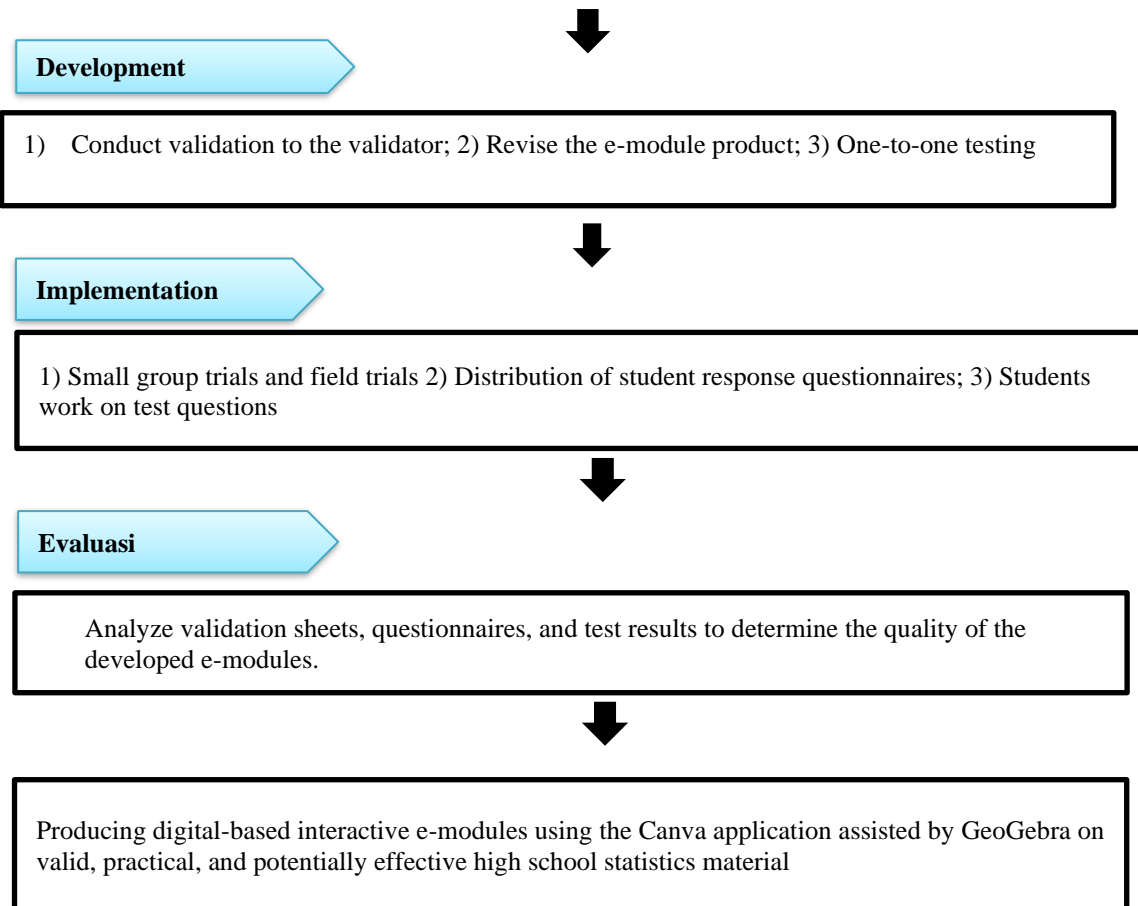 Development
1) Conduct validation to the validator; 2) Revise the e-module product; 3) One-to-one testing
Implementation
1) Small group trials and field trials 2) Distribution of student response questionnaires; 3) Students
work on test questions
Evaluasi
Analyze validation sheets, questionnaires, and test results to determine the quality of the
developed e-modules.
Producing digital-based interactive e-modules using the Canva application assisted by GeoGebra on
valid, practical, and potentially effective high school statistics material